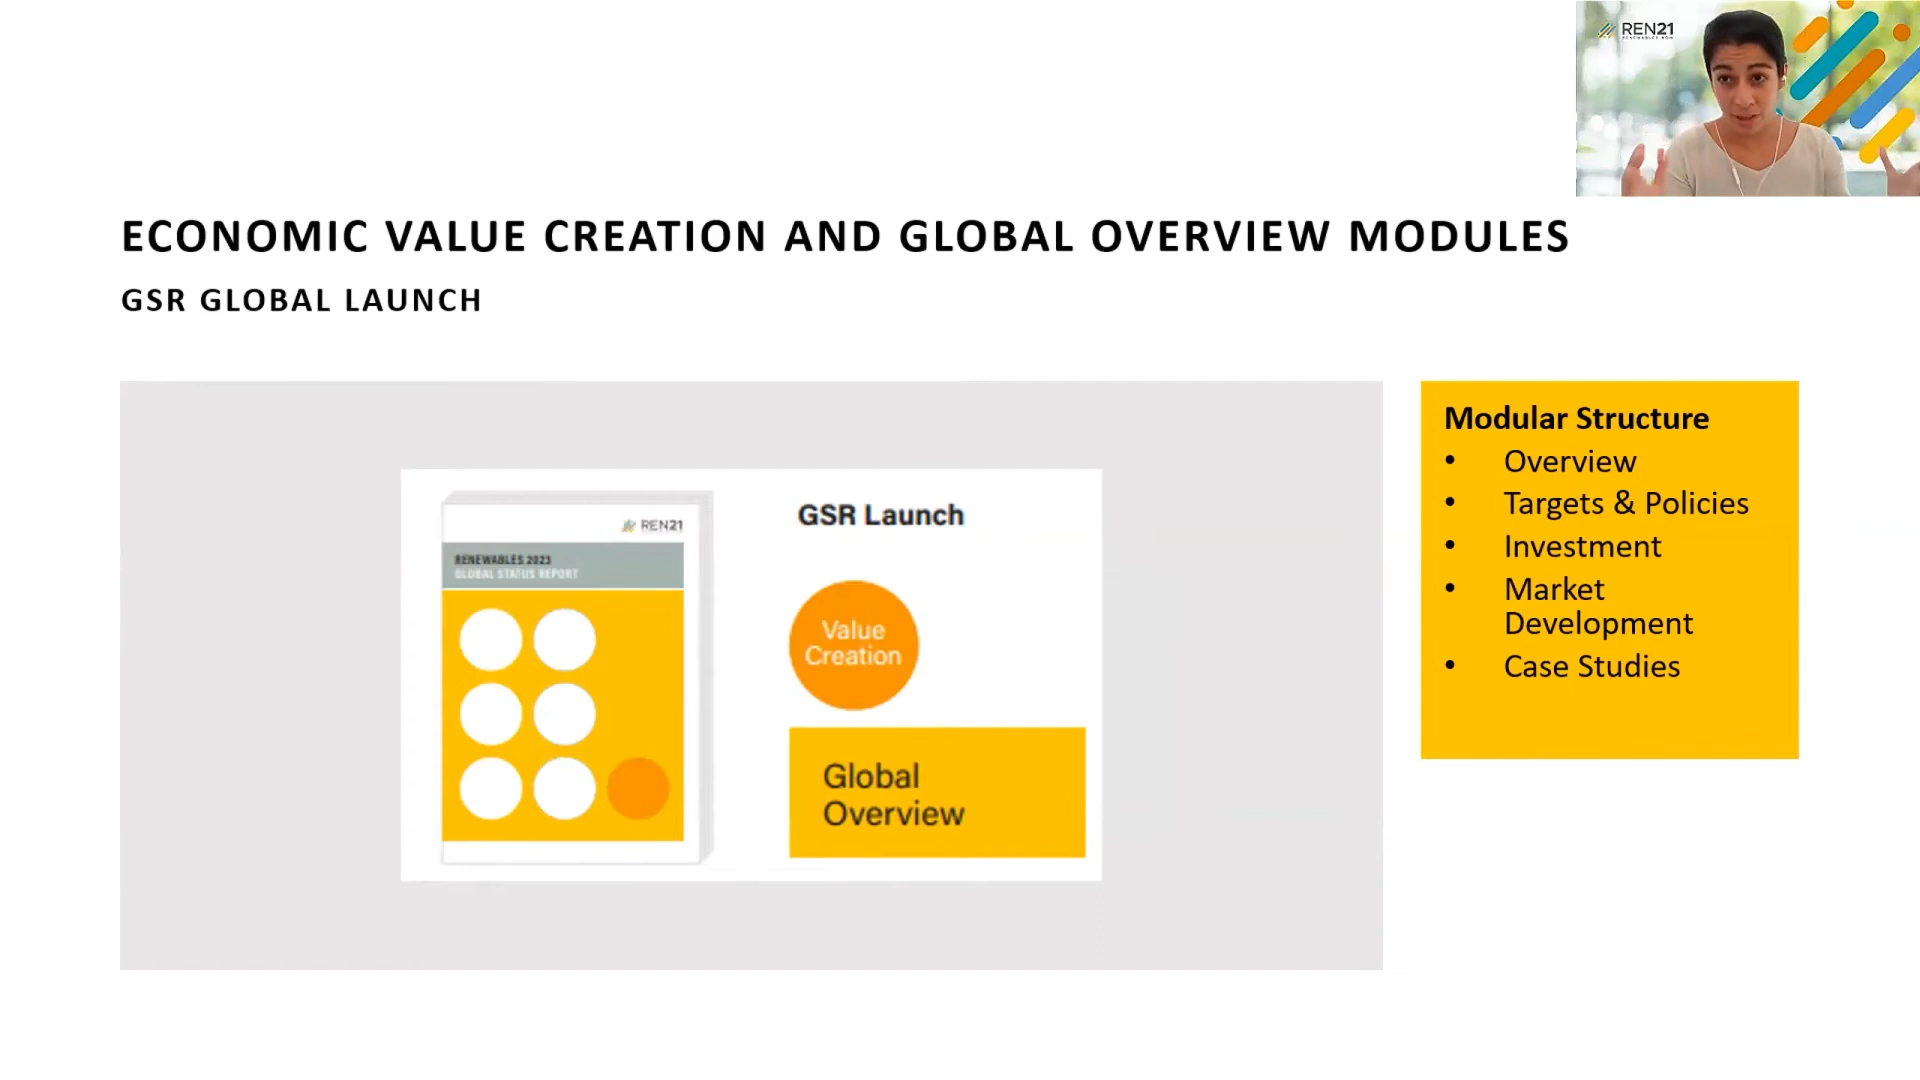 REN21
ECONOMIC VALUE CREATION AND GLOBAL OVERVIEW MODULES
GSR GLOBAL LAUNCH
REN21
RENEWABLES 2023
GLOBAL STATUS REPORT
GSR Launch
Value
Creation
Global
Overview
Modular Structure
• Overview
• Targets & Policies
• Investment
• Market
Development
• Case Studies